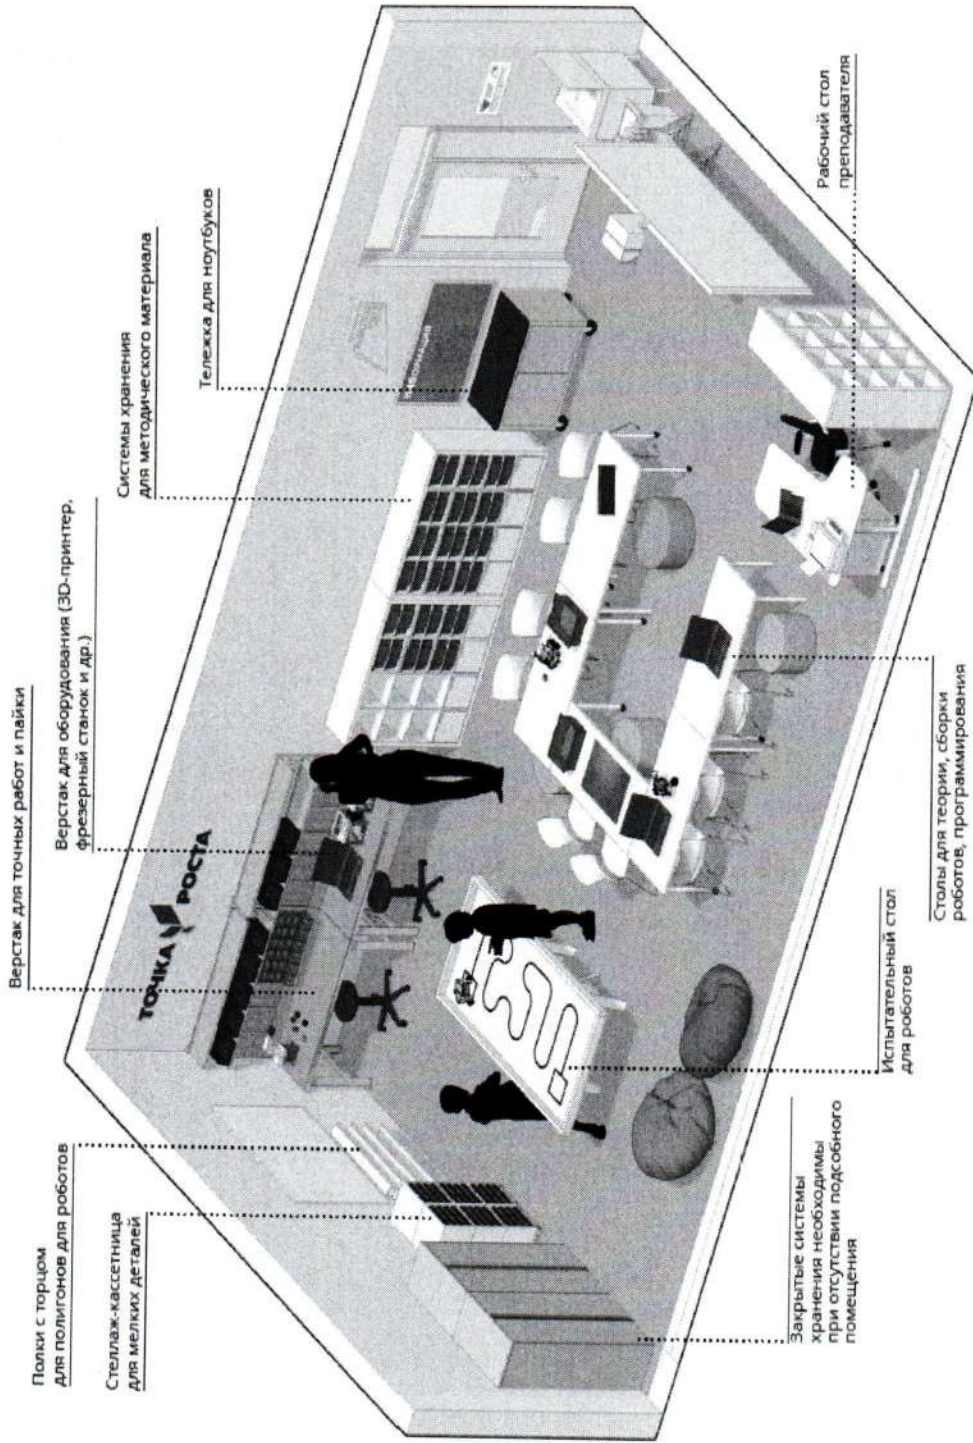 Полки с торцом
для полигонов для роботов
Стеллаж-кассетница
для мелких деталей
Верстак для точных работ и пайки
Верстак для оборудования (3D-принтер,
фрезерный станок и др.)
Системы хранения
для методического материала
Тележка для ноутбуков
ТОЧКА РОСТА
Закрытые системы
хранения необходимы
при отсутствии подсобного
помещения
Испытательный стол
для роботов
Столы для теории, сборки
роботов, программирования
Рабочий стол
преподавателя